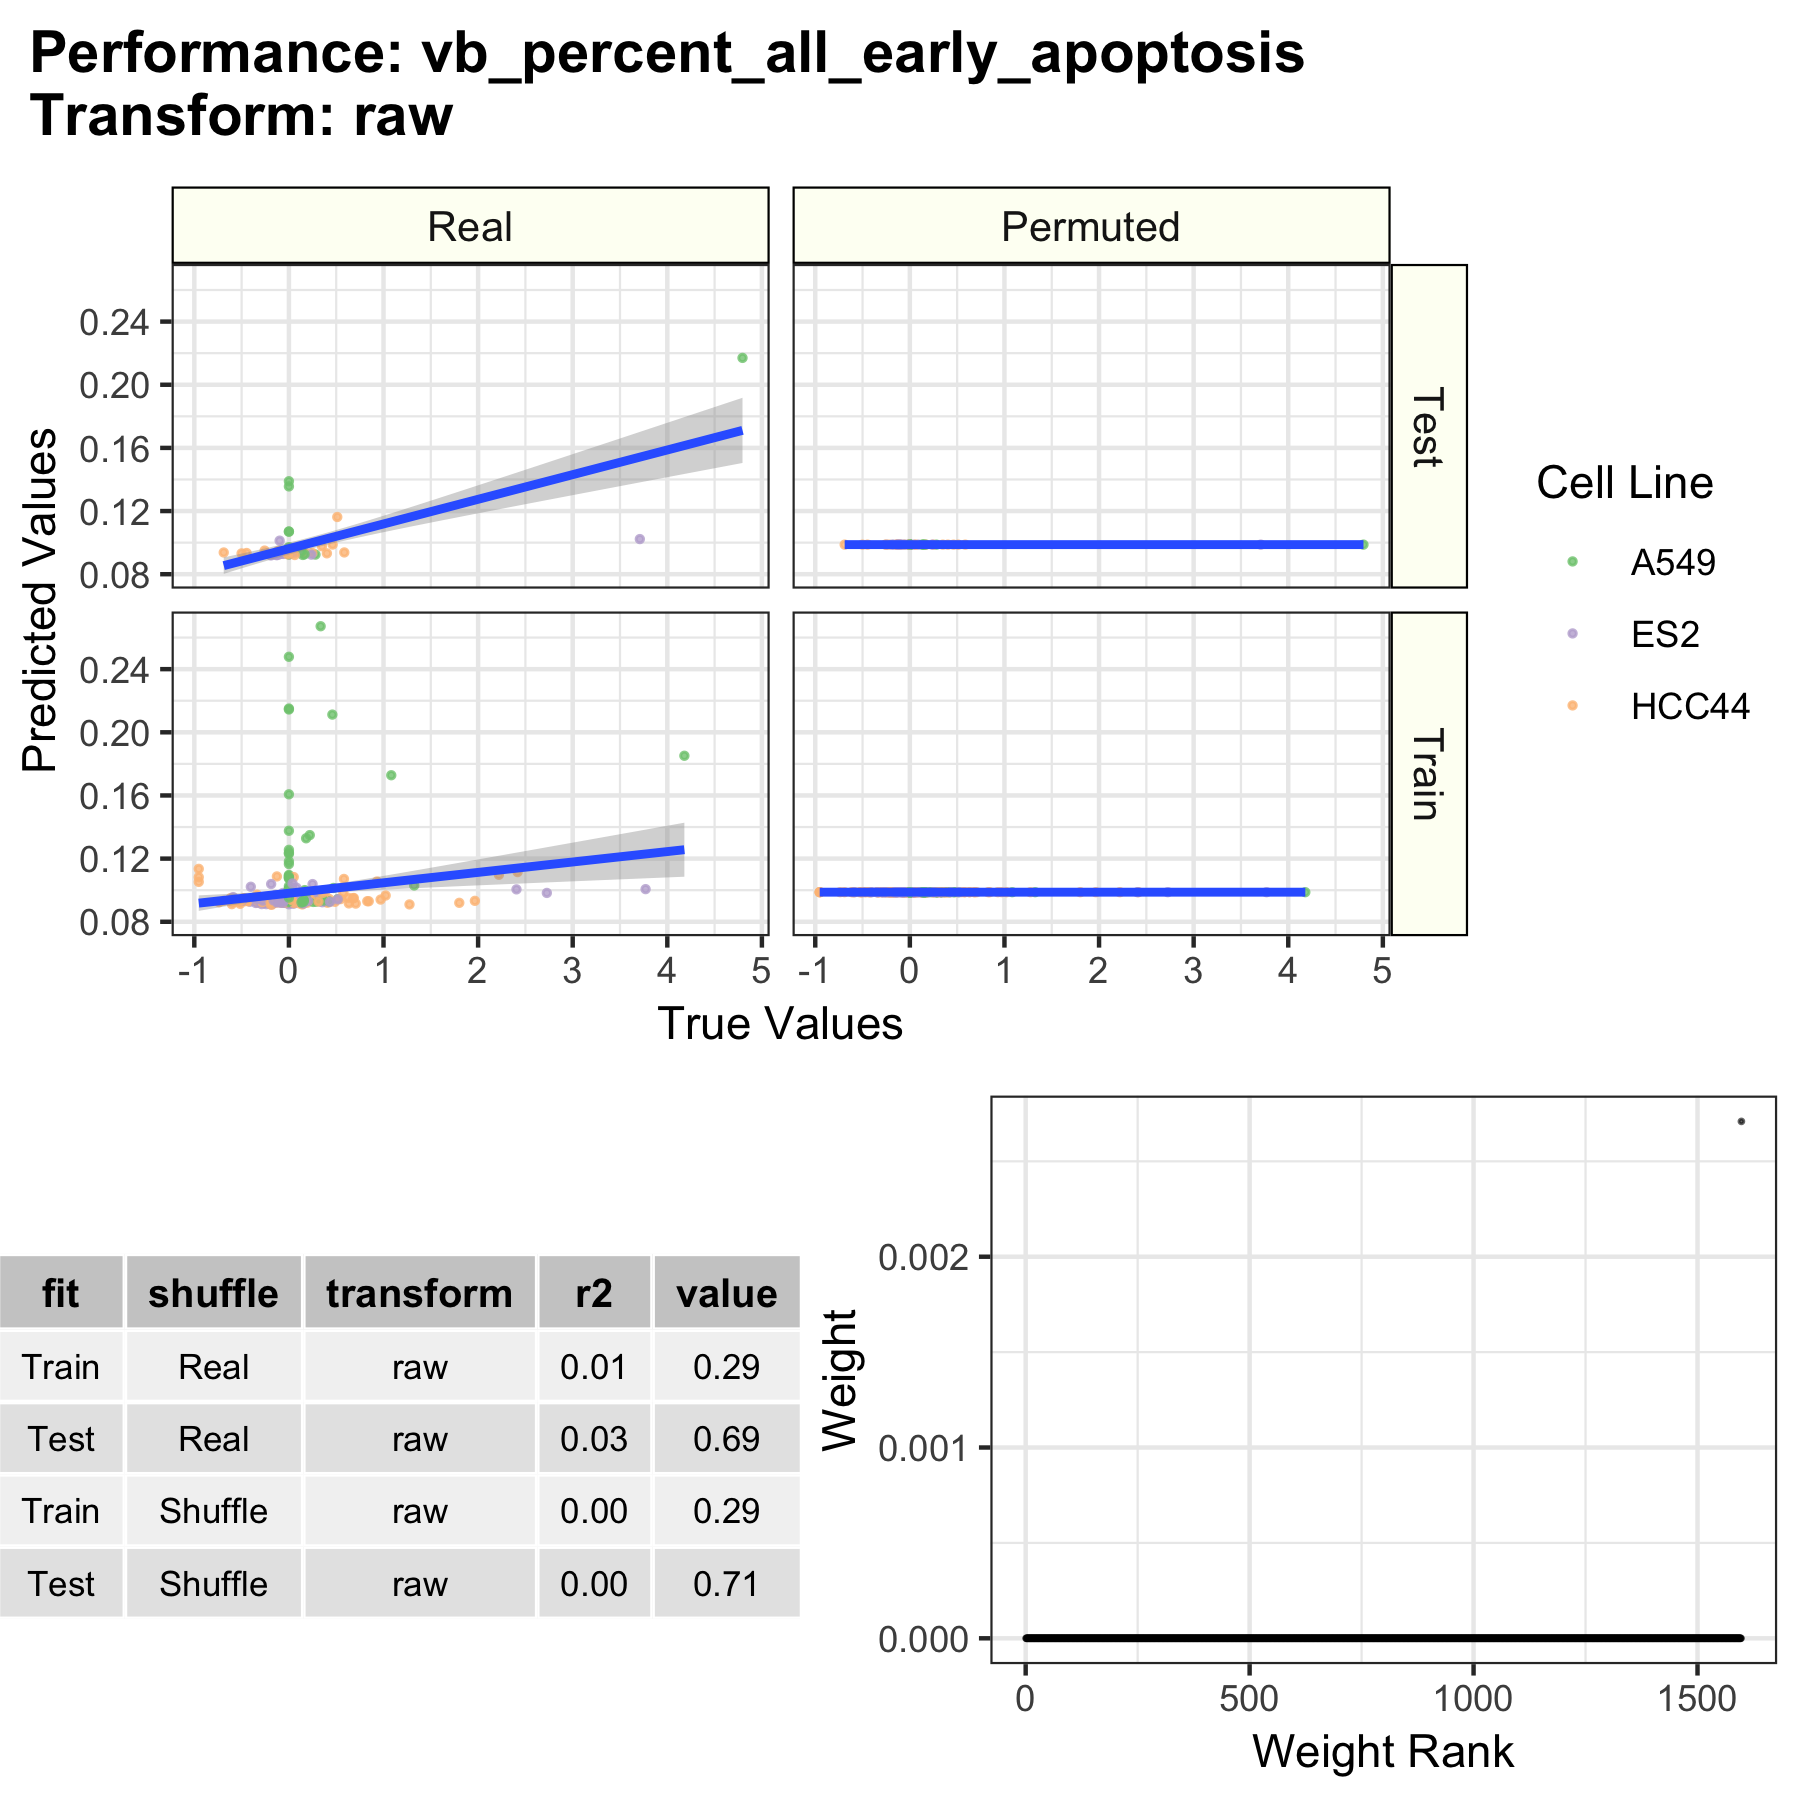 Performance: vb_percent_all_early_apoptosis
Transform: raw
Real
Permuted
Predicted Values
0.24
0.20
0.16
0.12
0.08
Test
0.24
0.20
0.16
0.12
0.08
Train
-1 0 1 2 3 4 5
-1 0 1 2 3 4 5
True Values
Cell Line
A549
ES2
HCC44
fit shuffle transform r2 value
Train Real raw 0.01 0.29
Test Real raw 0.03 0.69
Train Shuffle raw 0.00 0.29
Test Shuffle raw 0.00 0.71
Weight
0.002
0.001
0.000
0 500 1000 1500
Weight Rank